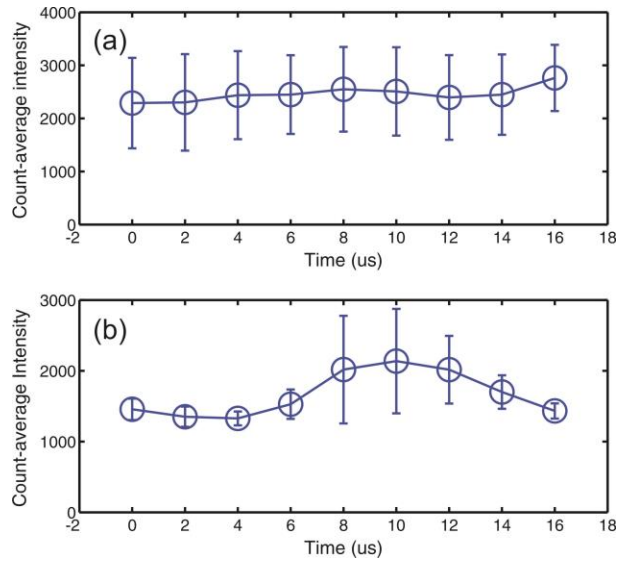 (a)
Count-average intensity
4000
3000
2000
1000
0
-2 0 2 4 6 8 10 12 14 16 18
Time (us)
(b)
Count-average Intensity
3000
2000
1000
0
-2 0 2 4 6 8 10 12 14 16 18
Time (us)